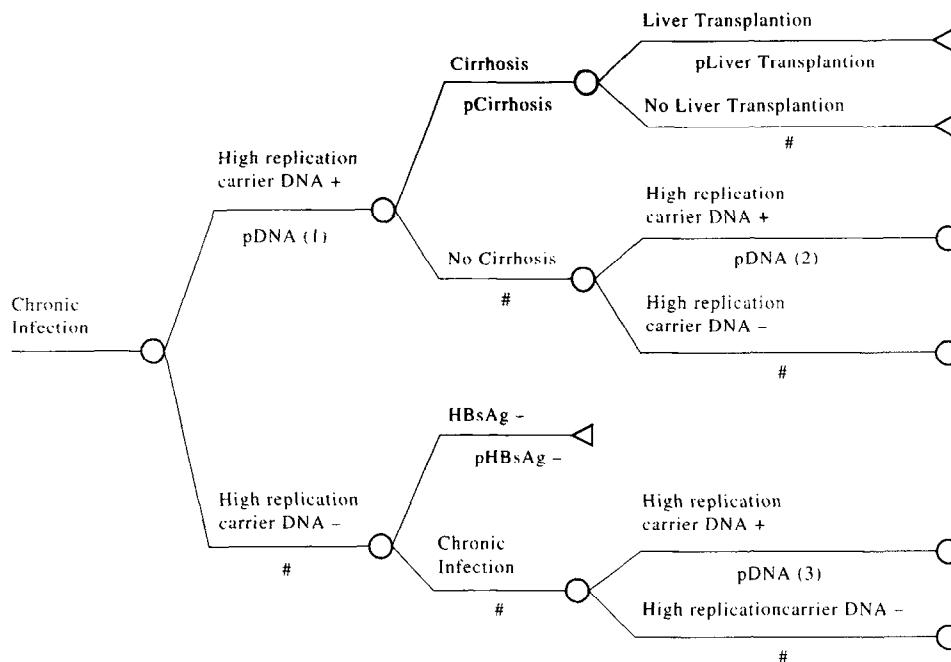 Liver Transplantion
pLiver Transplantion
Cirrhosis
pCirrhosis
No Liver Transplantion
#
High replication
carrier DNA +
pDNA (1)
High replication
carrier DNA +
pDNA (2)
No Cirrhosis
#
High replication
carrier DNA –
#
Chronic
Infection
HBsAg –
pHBsAg –
High replication
carrier DNA –
#
High replication
carrier DNA +
pDNA (3)
Chronic
Infection
#
High replicationcarrier DNA –
#